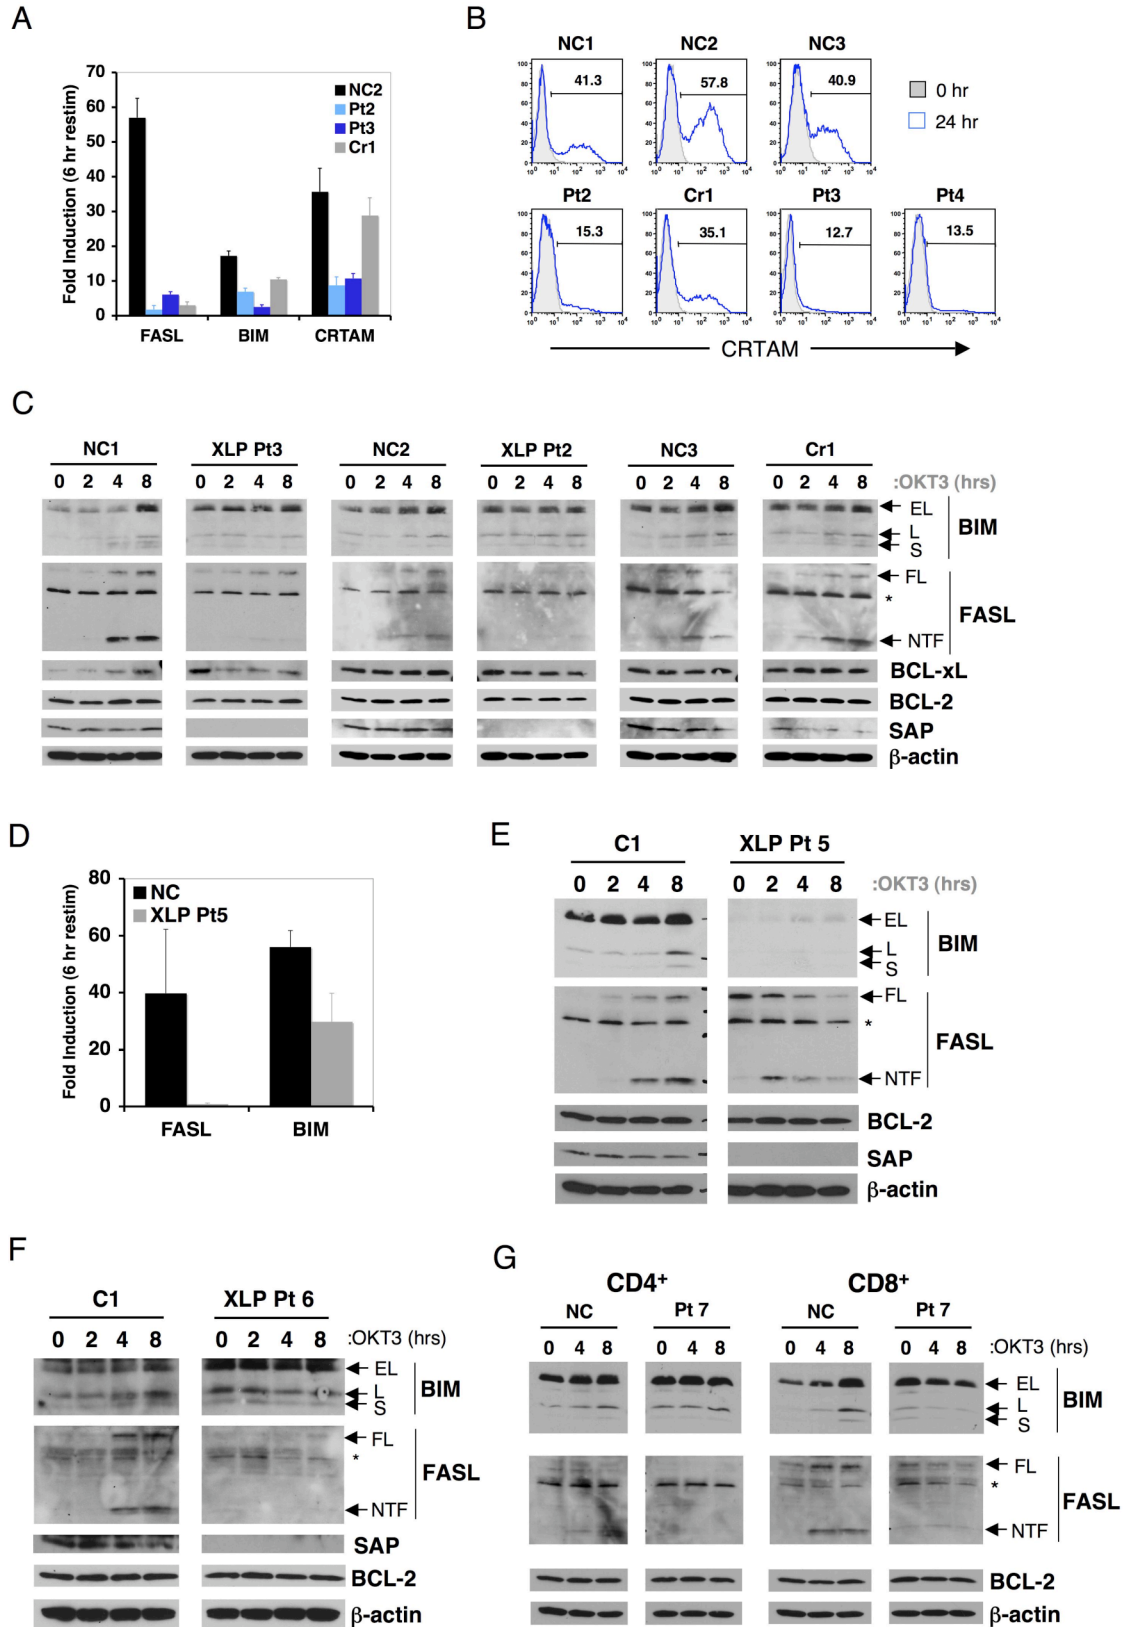 A
Fold Induction (6 hr restim)
70
60
50
40
30
20
10
0
NC2
Pt2
Pt3
Cr1
FASL BIM CRTAM
B
NC1 NC2 NC3
41.3 57.8 40.9
0 hr
24 hr
Pt2 Cr1 Pt3 Pt4
15.3 35.1 12.7 13.5
CRTAM
C
NC1 XLP Pt3 NC2 XLP Pt2 NC3 Cr1
0 2 4 8 0 2 4 8 0 2 4 8 0 2 4 8 0 2 4 8 0 2 4 8 :OKT3 (hrs)
EL
L
S
BIM
FL
*
NTF
FASL
BCL-xL
BCL-2
SAP
β-actin
D
Fold Induction (6 hr restim)
80
60
40
20
0
NC
XLP Pt5
FASL BIM
E
C1 XLP Pt 5
0 2 4 8 0 2 4 8 :OKT3 (hrs)
EL
L
S
BIM
FL
*
NTF
FASL
BCL-2
SAP
β-actin
F
C1 XLP Pt 6
0 2 4 8 0 2 4 8 :OKT3 (hrs)
EL
L
S
BIM
FL
*
NTF
FASL
SAP
BCL-2
β-actin
G
CD4+ CD8+
NC Pt 7 NC Pt 7
0 4 8 0 4 8 0 4 8 0 4 8 :OKT3 (hrs)
EL
L
S
BIM
FL
*
NTF
FASL
BCL-2
β-actin